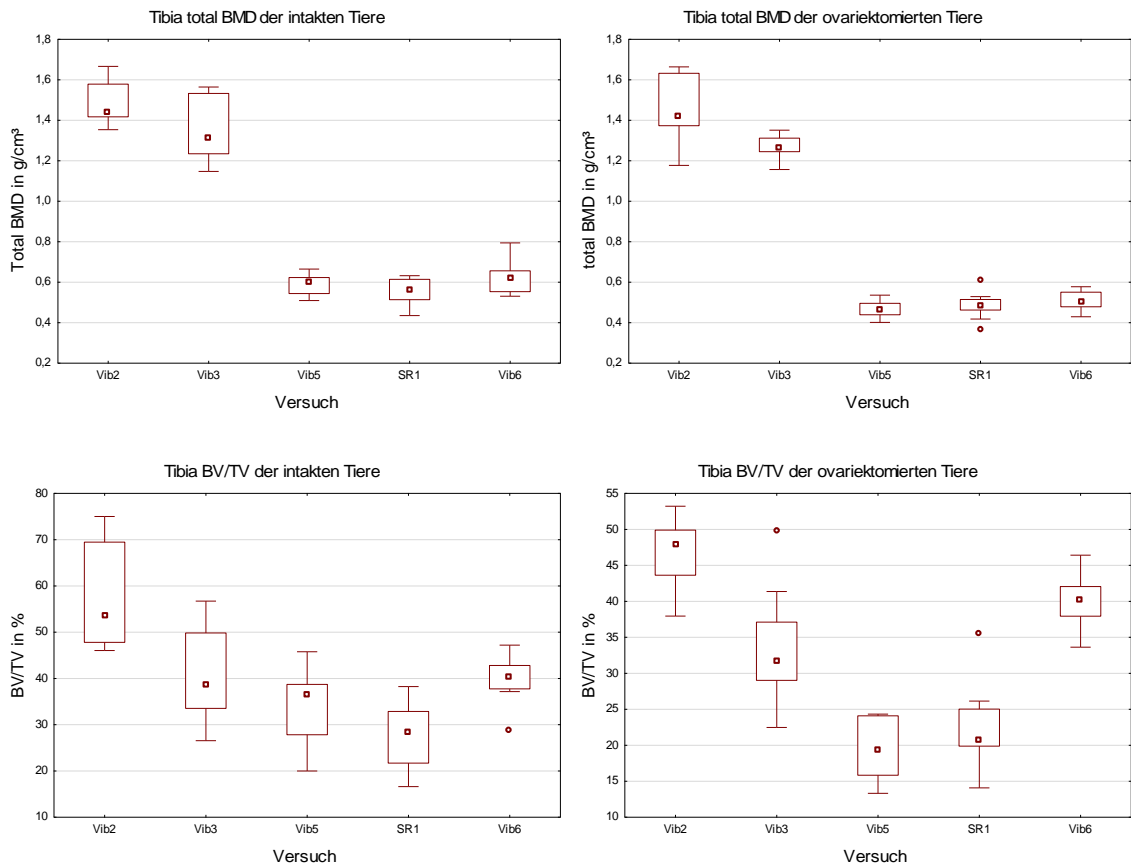 Tibia total BMD der intakten Tiere
1,8
1,6
1,4
1,2
1,0
0,8
0,6
0,4
0,2
Total BMD in g/cm³
Vib2 Vib3 Vib5 SR1 Vib6
Versuch
Tibia total BMD der ovariektomierten Tiere
1,8
1,6
1,4
1,2
1,0
0,8
0,6
0,4
0,2
total BMD in g/cm³
Vib2 Vib3 Vib5 SR1 Vib6
Versuch
Tibia BV/TV der intakten Tiere
80
70
60
50
40
30
20
10
BV/TV in %
Vib2 Vib3 Vib5 SR1 Vib6
Versuch
Tibia BV/TV der ovariektomierten Tiere
55
50
45
40
35
30
25
20
15
10
BV/TV in %
Vib2 Vib3 Vib5 SR1 Vib6
Versuch